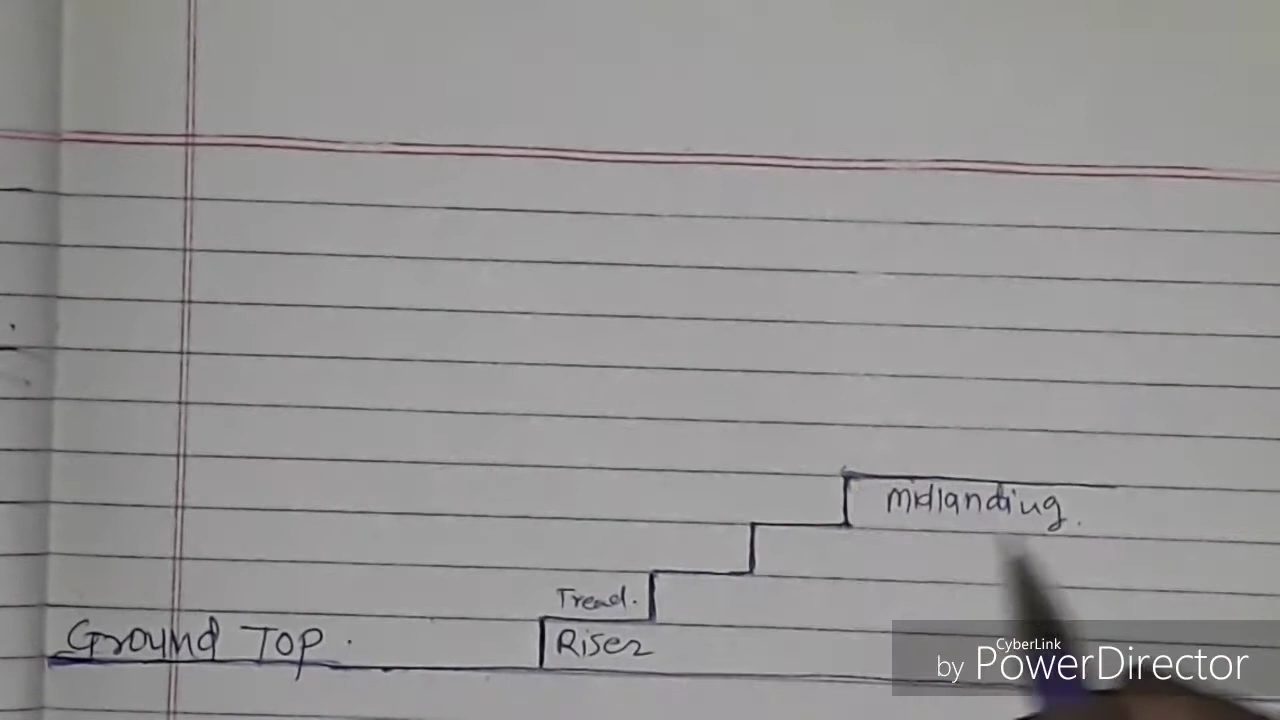 midlanding.
Tread.
Ground Top.
Riser
CyberLink
by PowerDirector